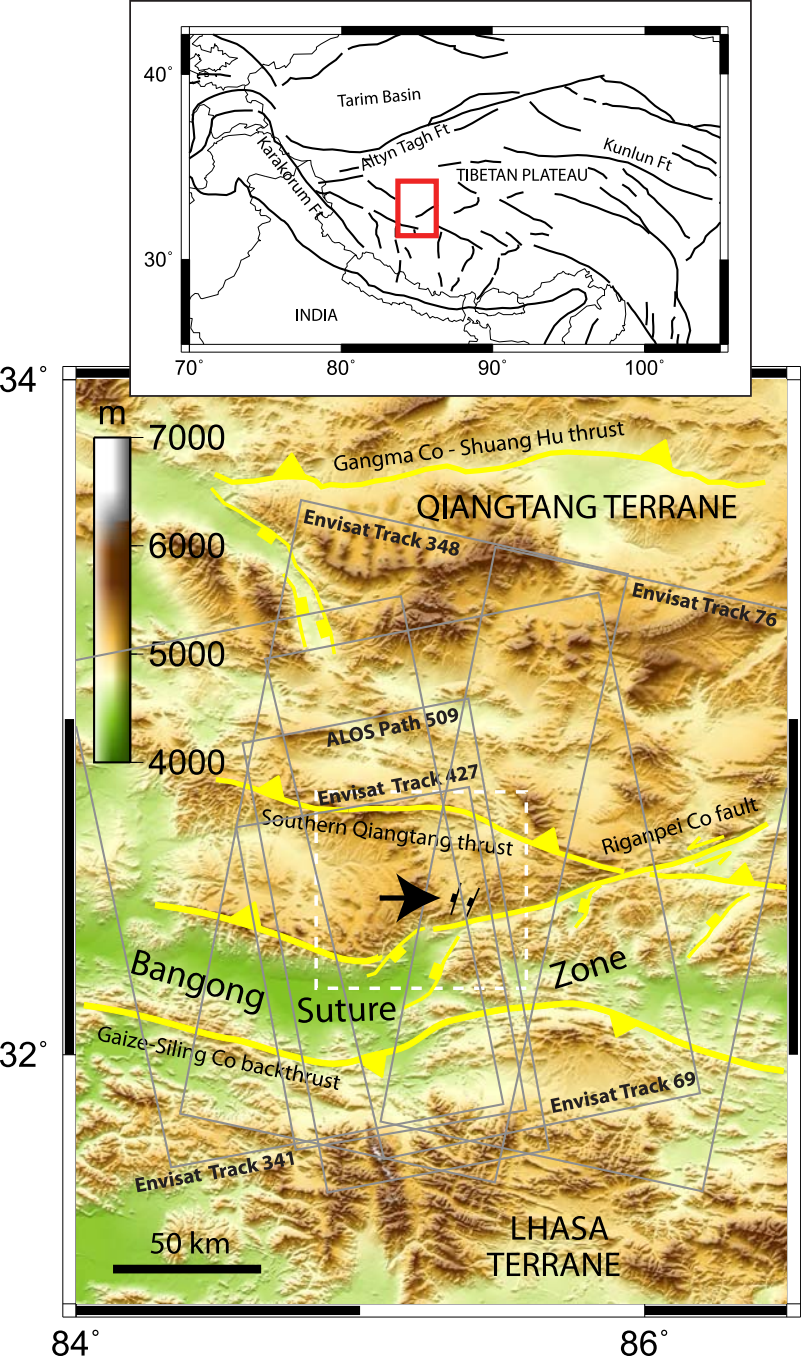 40°
Tarim Basin
Altyn Tagh Ft
Kunlun Ft
Karakorum Ft
TIBETAN PLATEAU
30°
INDIA
70°
80°
90°
100°
34°
m
7000
Gangma Co - Shuang Hu thrust
QIANGTANG TERRANE
Envisat Track 348
6000
Envisat Track 76
5000
ALOS Path 509
4000
Envisat Track 427
Southern Qiangtang thrust
Riganpei Co fault
Bangong
Suture
Zone
32°
Gaize-Siling Co backthrust
Envisat Track 69
Envisat Track 341
50 km
LHASA
TERRANE
84°
86°